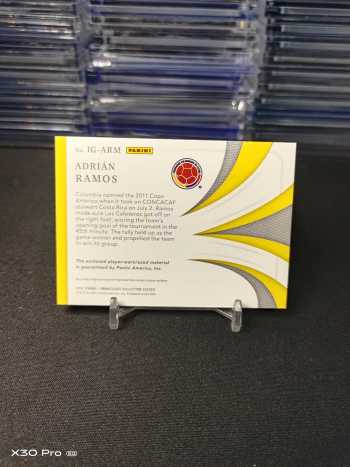 No. IG-ARM PANINI
ADRIÁN
RAMOS
Colombia opened the 2011 Copa
America when it took on CONCACAF
entrant Costa Rica on July 2. Ramos
made sure Los Cafeteros got off on
the right foot, scoring the team's
opening goal of the tournament in the
45th minute. The tally held up as the
game-winner and propelled the team
to win its group.
The enclosed player-worn/used material
is guaranteed by Panini America, Inc.
X30 Pro